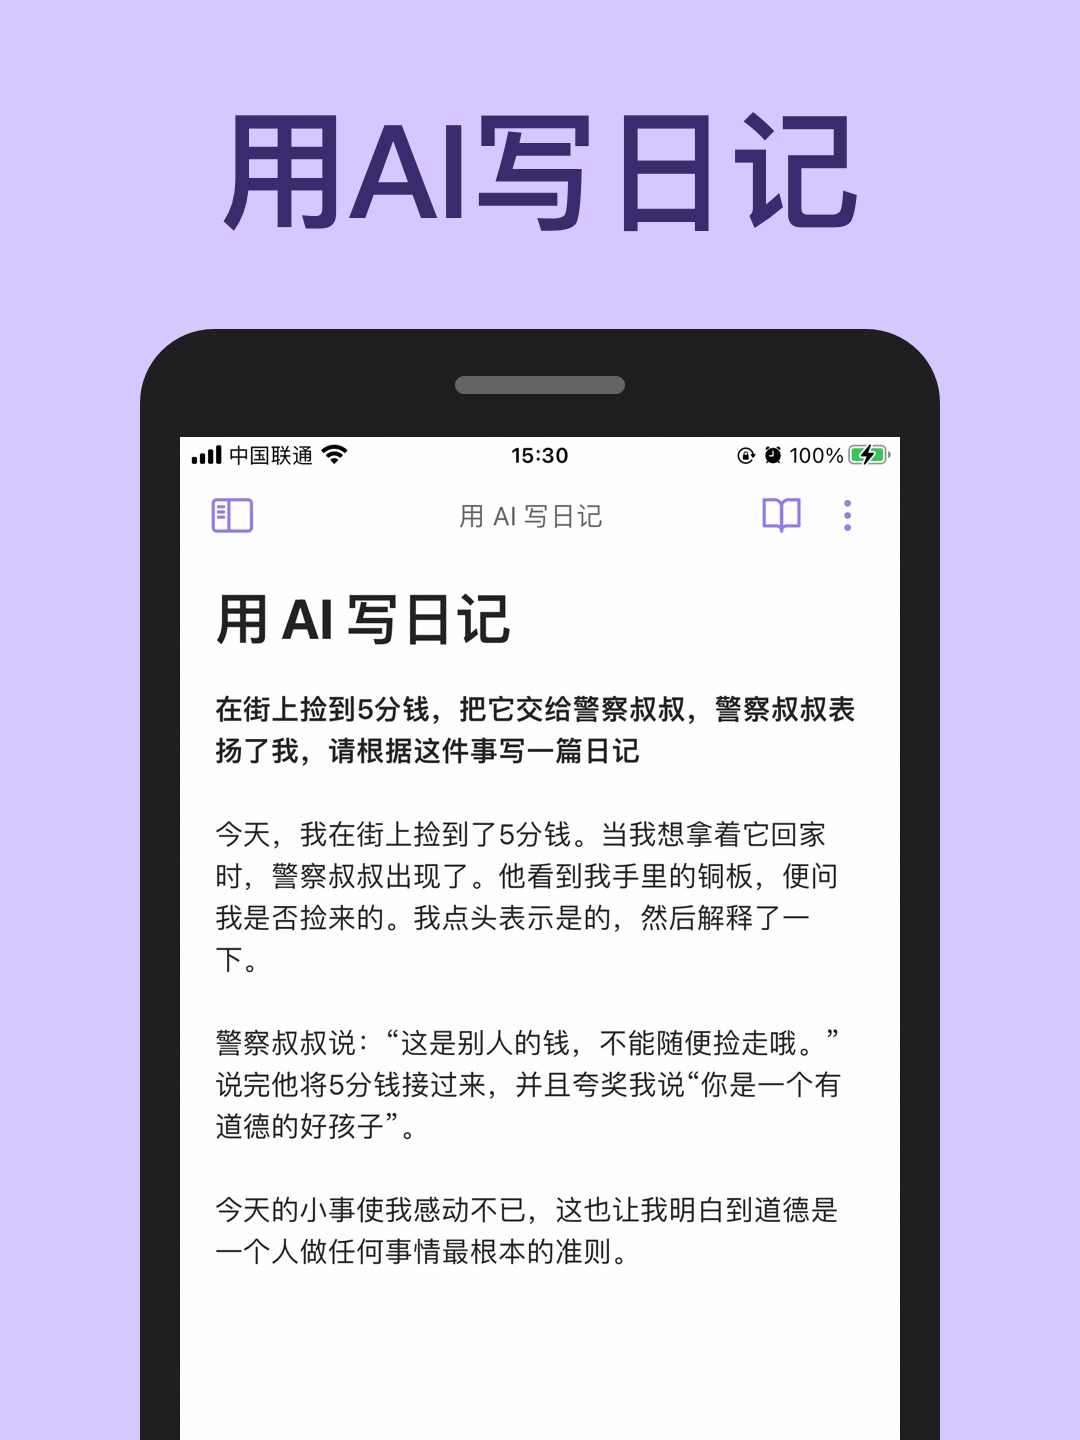 用AI写日记
中国联通
15:30
100%
用 AI 写日记
用 AI 写日记
在街上捡到5分钱，把它交给警察叔叔，警察叔叔表
扬了我，请根据这件事写一篇日记
今天，我在街上捡到了5分钱。当我想拿着它回家
时，警察叔叔出现了。他看到我手里的铜板，便问
我是否捡来的。我点头表示是的，然后解释了一
下。
警察叔叔说：“这是别人的钱，不能随便捡走哦。”
说完他将5分钱接过来，并且夸奖我说“你是一个有
道德的好孩子”。
今天的小事使我感动不已，这也让我明白到道德是
一个人做任何事情最根本的准则。